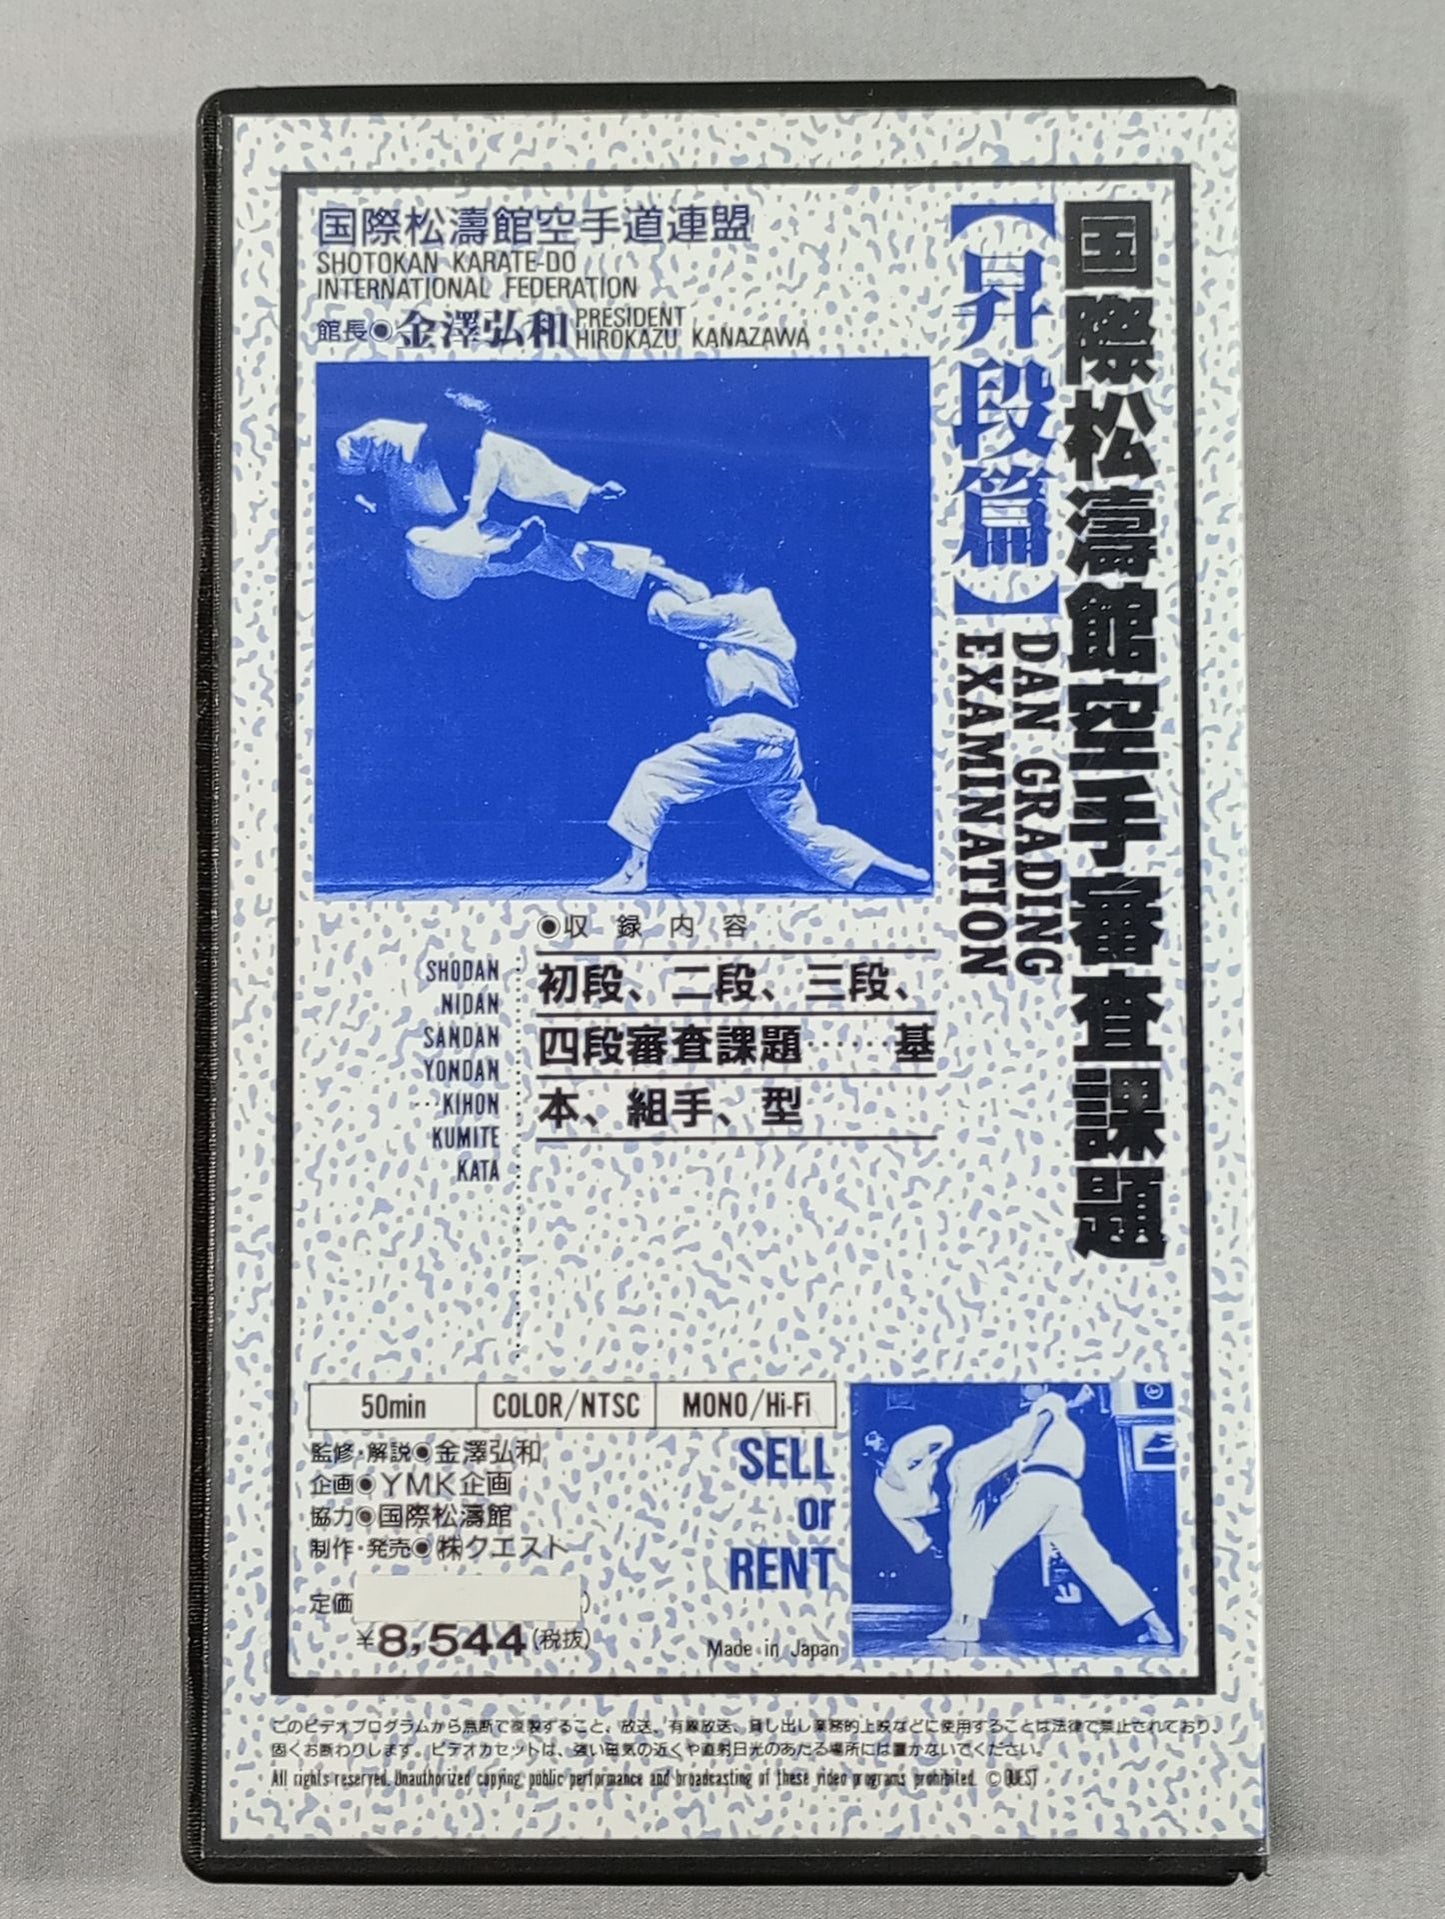 国際松濤館空手審査課題
【昇段篇】
DAN GRADING
EXAMINATION
国際松濤館空手道連盟
SHOTOKAN KARATE-DO
INTERNATIONAL FEDERATION
館長◉金澤弘和 PRESIDENT
HIROKAZU KANAZAWA
◉収録内容
初段、二段、三段、
四段審査課題……基
本、組手、型
SHODAN
NIDAN
SANDAN
YONDAN
…KIHON
KUMITE
KATA
50min COLOR/NTSC MONO/Hi-Fi
監修・解説◉金澤弘和
企画◉YMK企画
協力◉国際松濤館
制作・発売◉㈱クエスト
定価 )
¥8,544(税抜)
SELL
or
RENT
Made in Japan
このビデオプログラムから無断で複製すること、放送、有線放送、貸し出し業務的上映などに使用することは法律で禁止されており、
固くお断わりします。ビデオカセットは、強い磁気の近くや直射日光のあたる場所には置かないでください。
All rights reserved. Unauthorized copying, public performance and broadcasting of these video programs prohibited. © QUEST